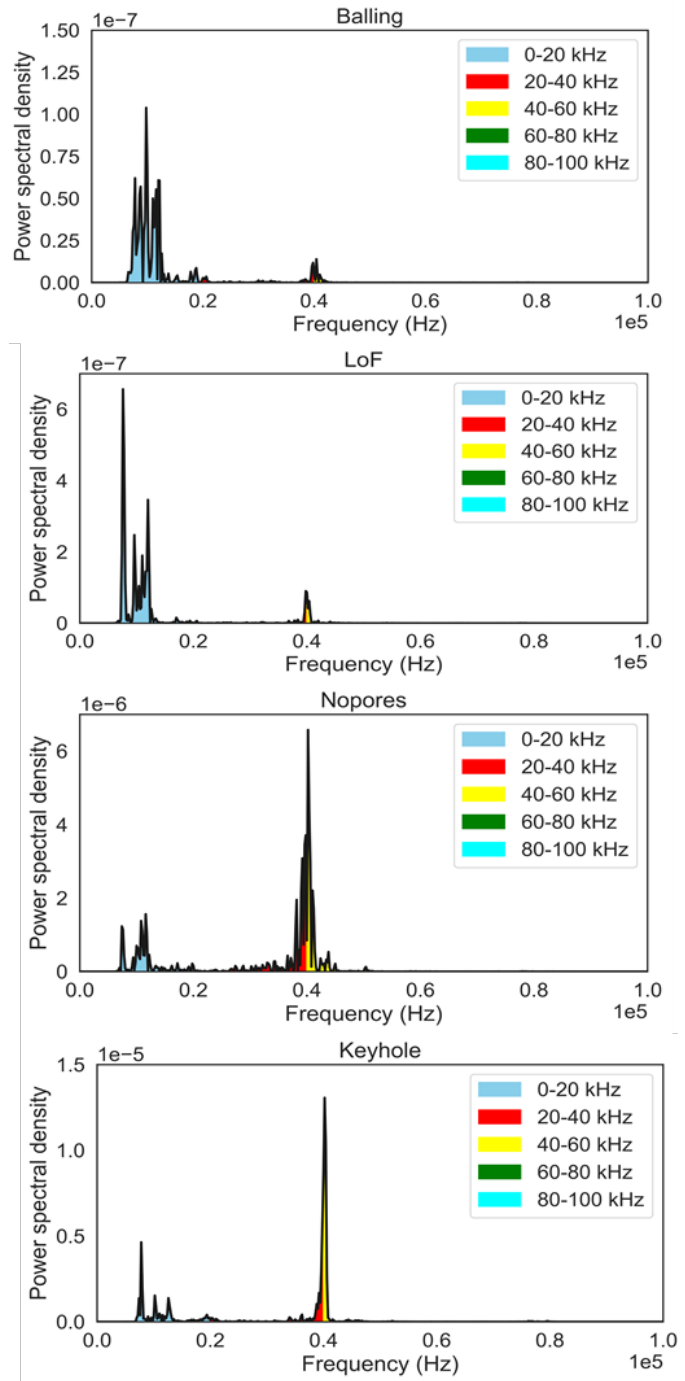 Balling
1e−7
Power spectral density
1.50
1.25
1.00
0.75
0.50
0.25
0.00
0-20 kHz
20-40 kHz
40-60 kHz
60-80 kHz
80-100 kHz
0.0 0.2 0.4 0.6 0.8 1.0
Frequency (Hz)
1e5
LoF
1e−7
Power spectral density
6
4
2
0
0-20 kHz
20-40 kHz
40-60 kHz
60-80 kHz
80-100 kHz
0.0 0.2 0.4 0.6 0.8 1.0
Frequency (Hz)
1e5
Nopores
1e−6
Power spectral density
6
4
2
0
0-20 kHz
20-40 kHz
40-60 kHz
60-80 kHz
80-100 kHz
0.0 0.2 0.4 0.6 0.8 1.0
Frequency (Hz)
1e5
Keyhole
1e−5
Power spectral density
1.5
1.0
0.5
0.0
0-20 kHz
20-40 kHz
40-60 kHz
60-80 kHz
80-100 kHz
0.0 0.2 0.4 0.6 0.8 1.0
Frequency (Hz)
1e5